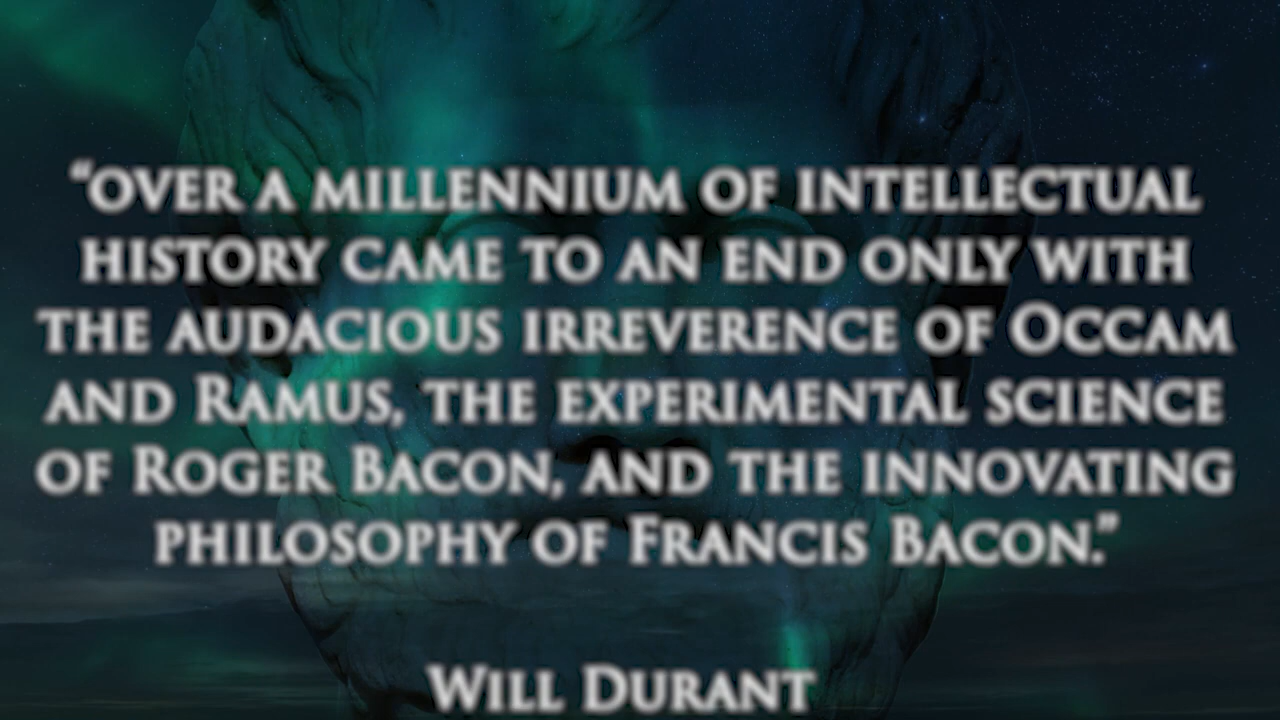 “OVER A MILLENNIUM OF INTELLECTUAL
HISTORY CAME TO AN END ONLY WITH
THE AUDACIOUS IRREVERENCE OF OCCAM
AND RAMUS, THE EXPERIMENTAL SCIENCE
OF ROGER BACON, AND THE INNOVATING
PHILOSOPHY OF FRANCIS BACON.”
WILL DURANT